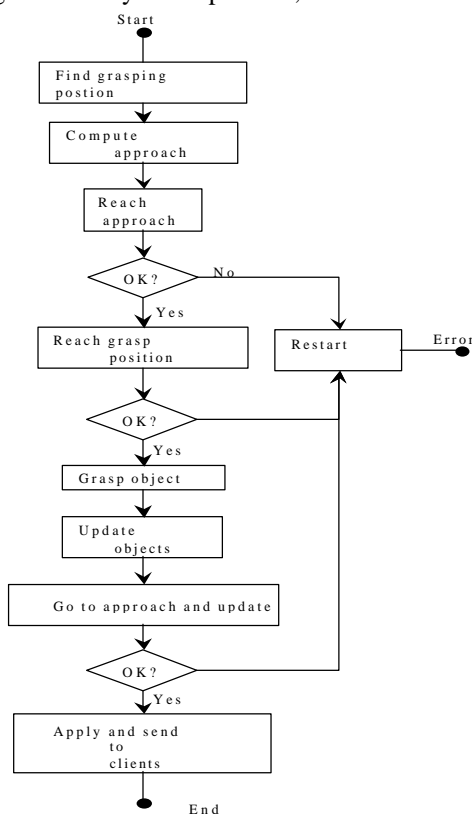 Start
Find grasping
postion
Compute
approach
Reach
approach
OK?
No
Yes
Reach grasp
position
Restart
Error
OK?
Yes
Grasp object
Update
objects
Go to approach and update
OK?
Yes
Apply and send
to
clients
End